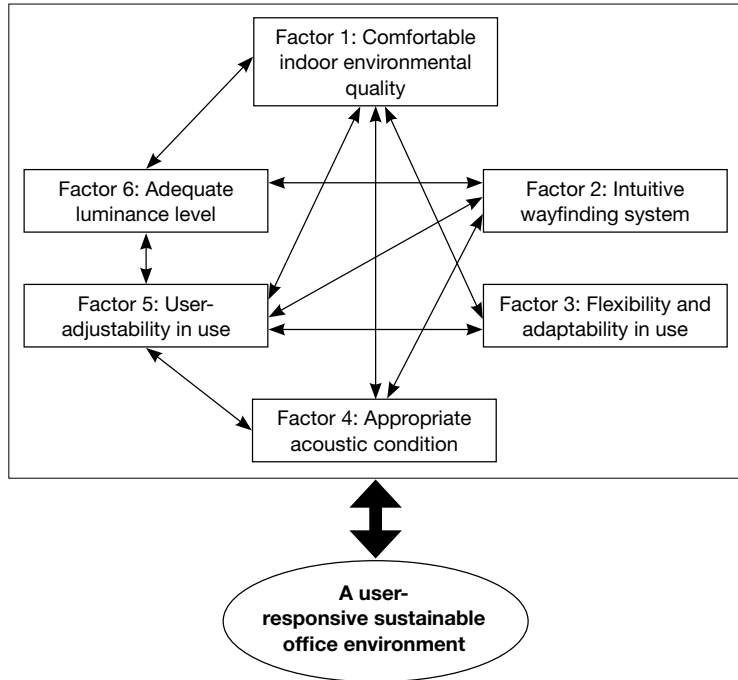 Factor 1: Comfortable
indoor environmental
quality
Factor 6: Adequate
luminance level
Factor 2: Intuitive
wayfinding system
Factor 5: User-
adjustability in use
Factor 3: Flexibility and
adaptability in use
Factor 4: Appropriate
acoustic condition
A user-
responsive sustainable
office environment